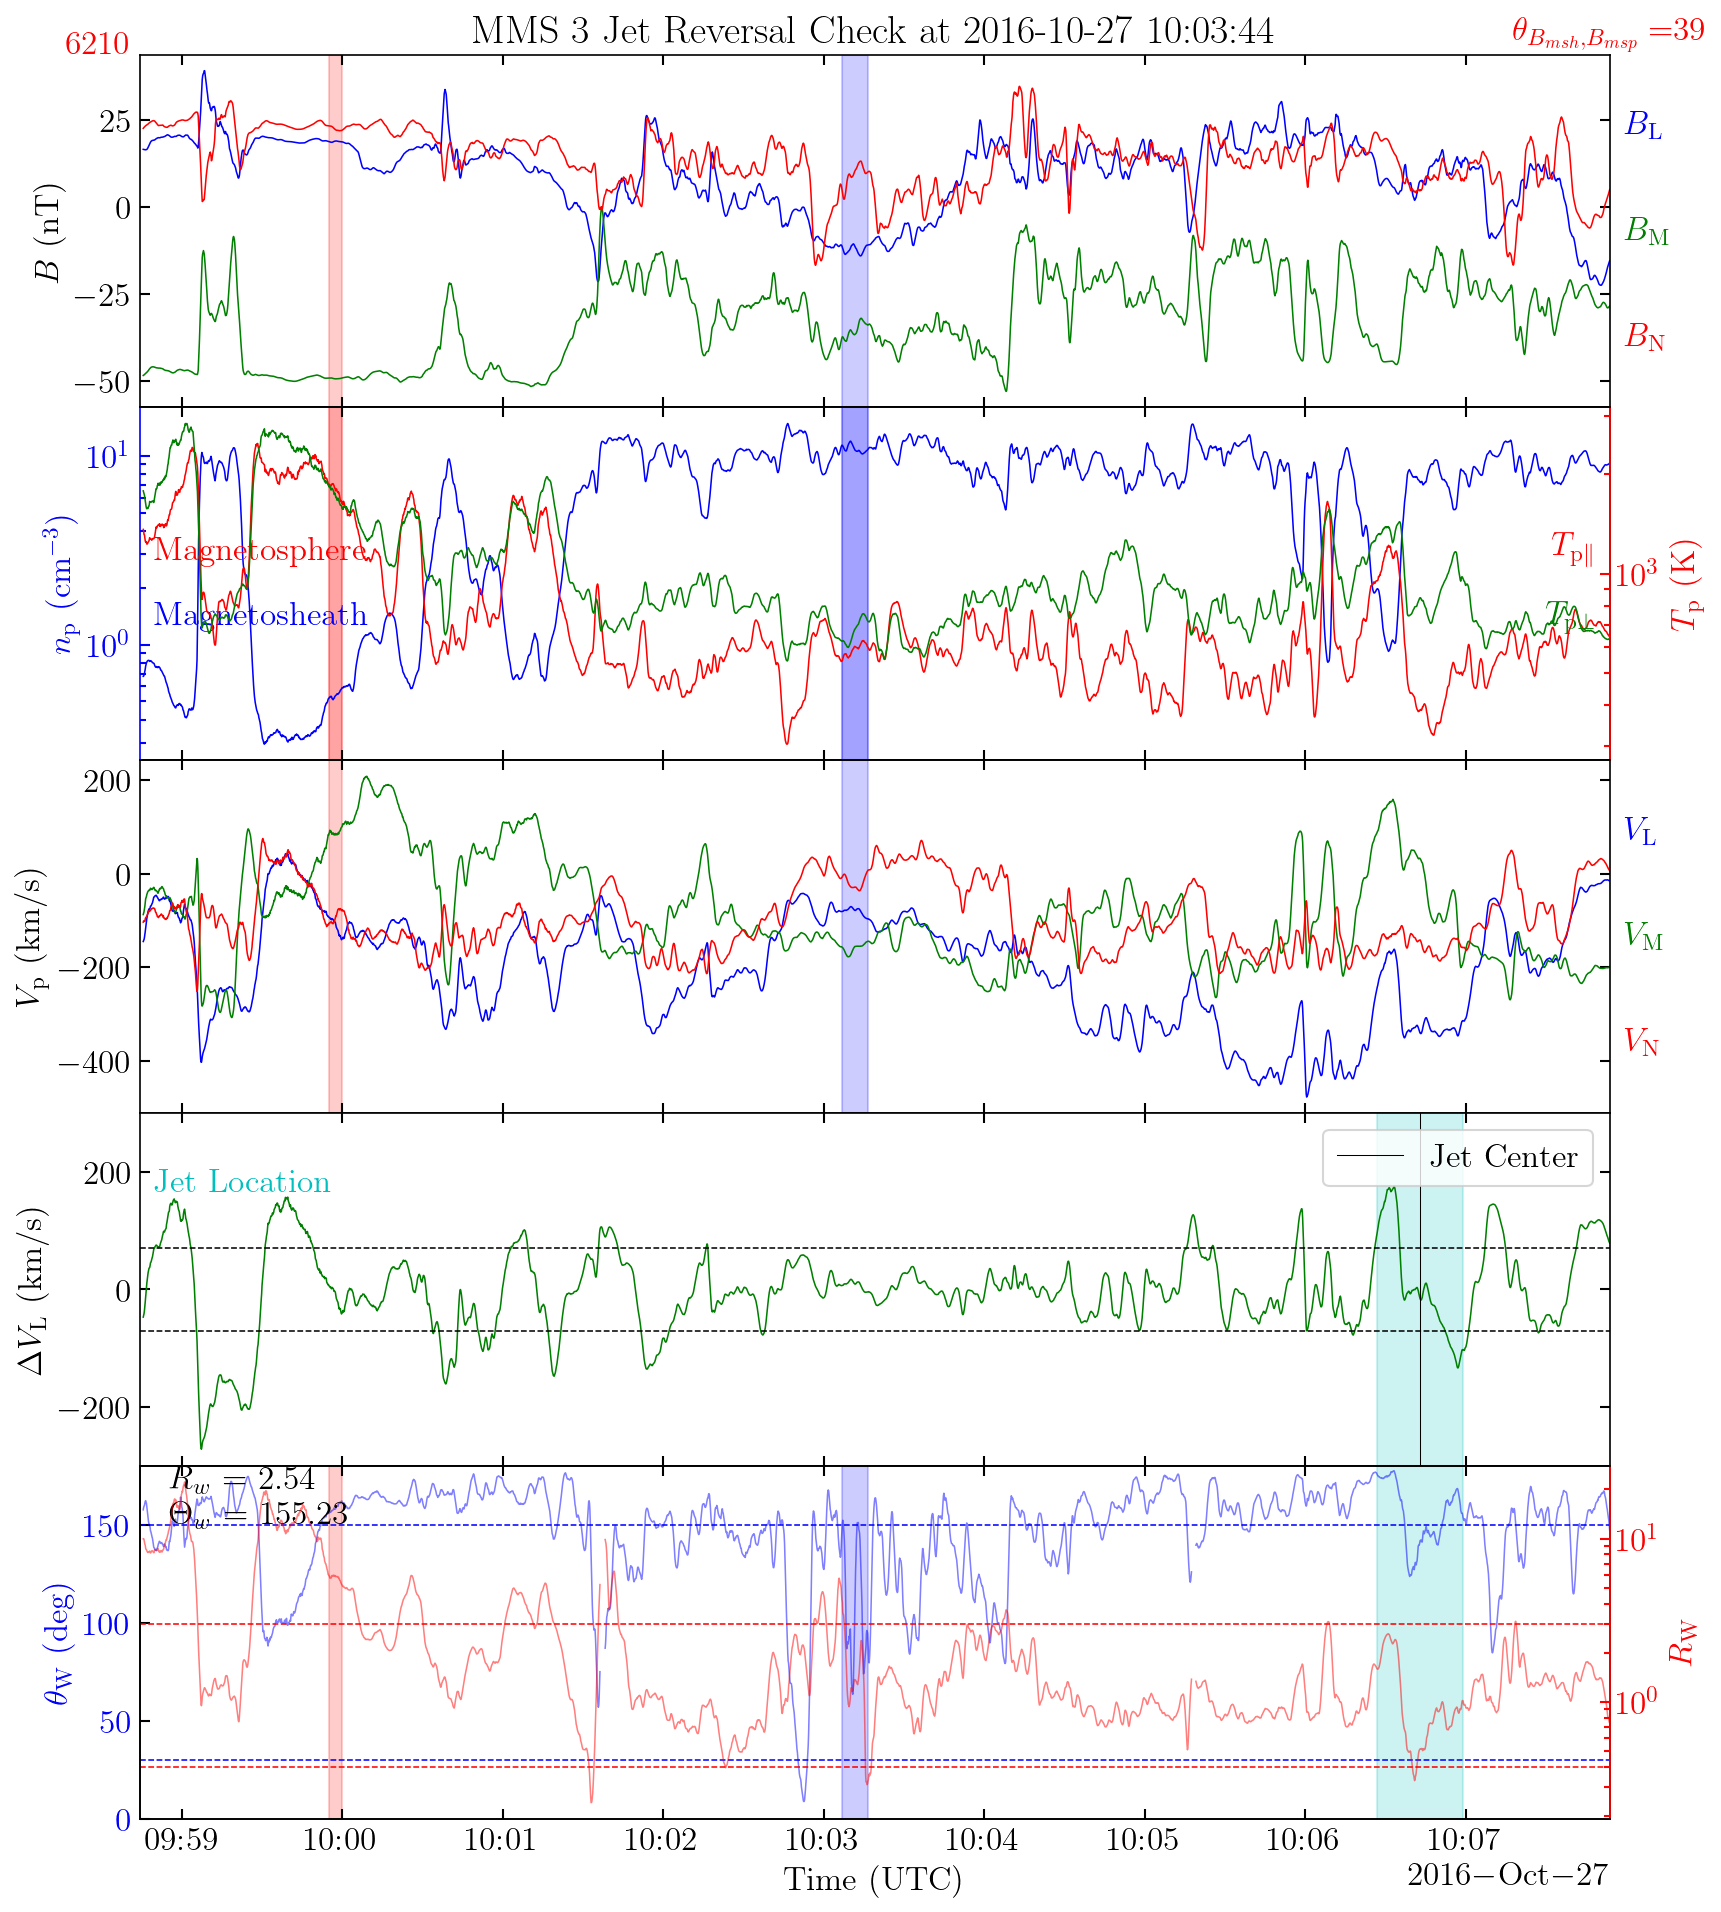 MMS 3 Jet Reversal Check at 2016-10-27 10:03:44
6210
θ_{B_{msh},B_{msp}} =39
B (nT)
25
0
−25
−50
B_L
B_M
B_N
n_p (cm^{−3})
10^1
10^0
Magnetosphere
Magnetosheath
T_{p∥}
T_{p⊥}
10^3
T_p (K)
V_p (km/s)
200
0
−200
−400
V_L
V_M
V_N
ΔV_L (km/s)
200
0
−200
Jet Location
Jet Center
R_w = 2.54
Θ_w = 155.23
θ_W (deg)
150
100
50
0
10^1
10^0
R_W
09:59 10:00 10:01 10:02 10:03 10:04 10:05 10:06 10:07
Time (UTC)
2016−Oct−27